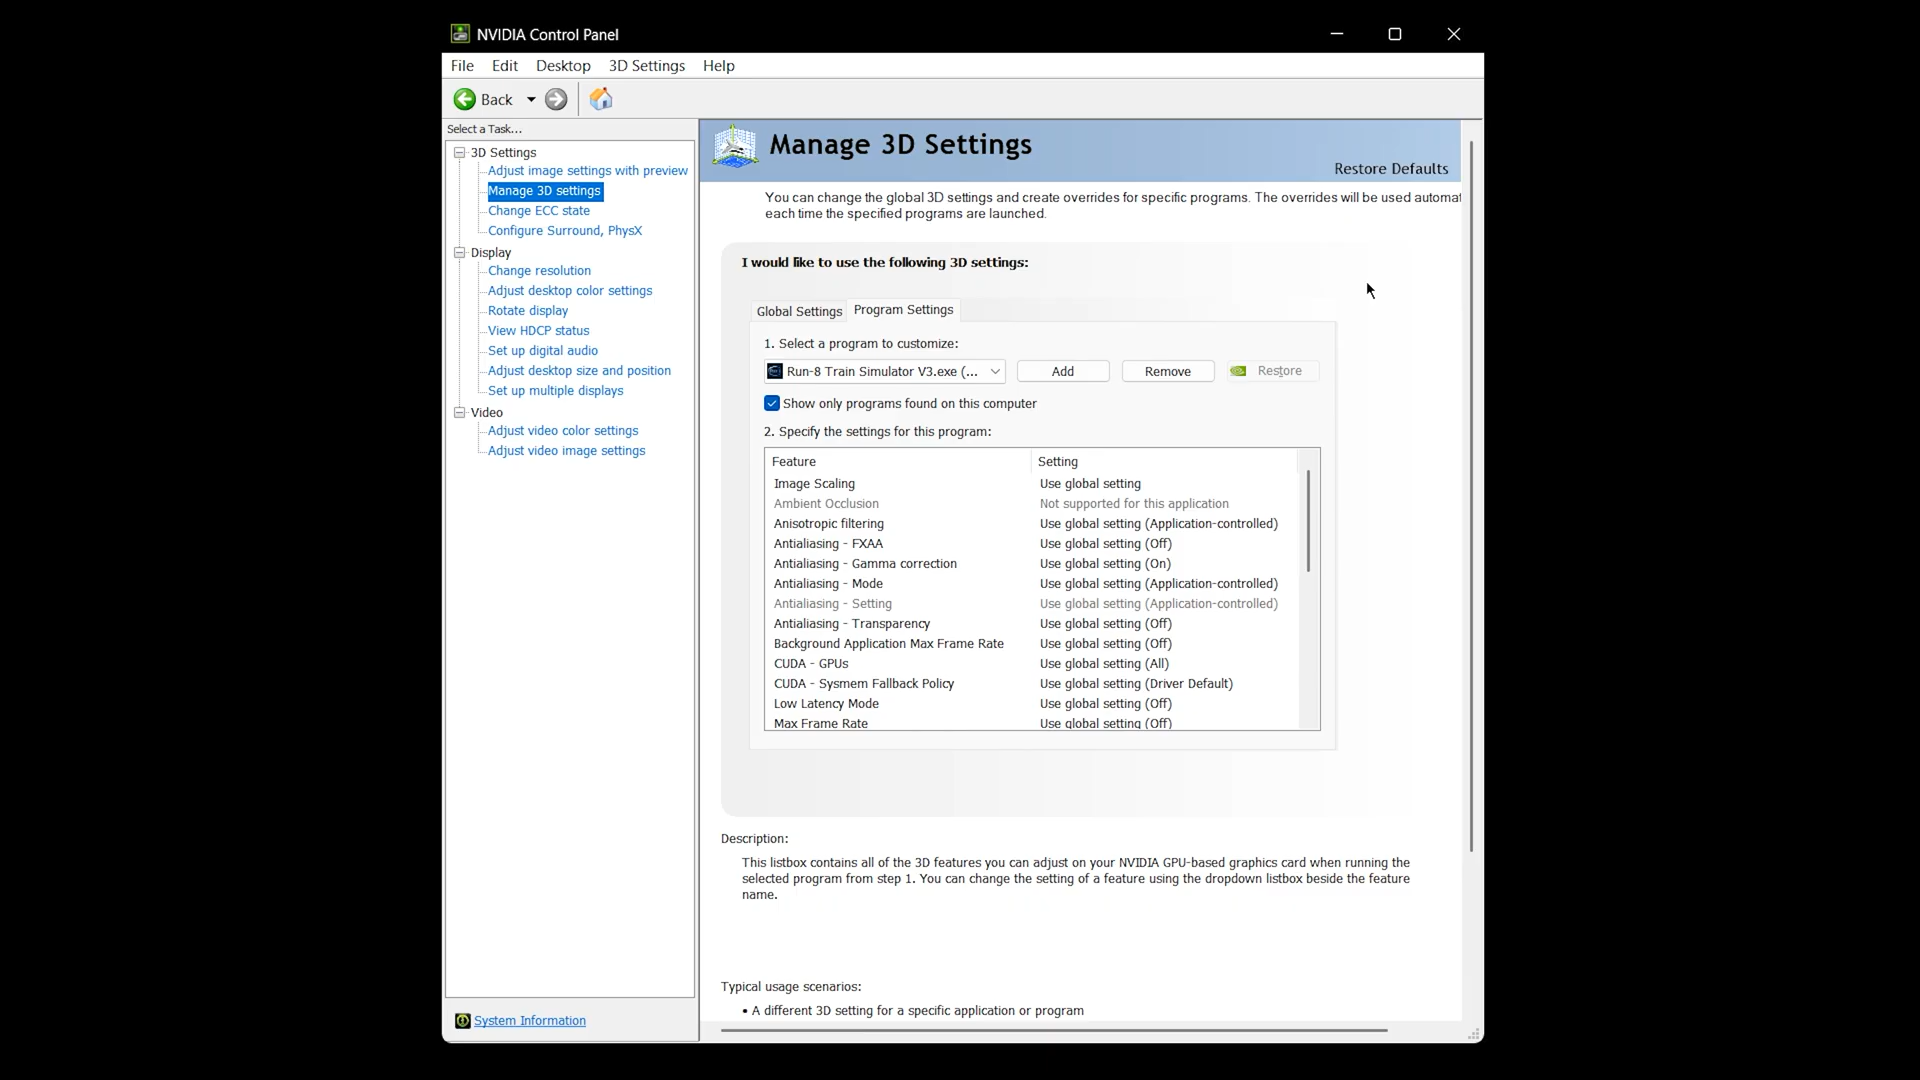 NVIDIA Control Panel
File Edit Desktop 3D Settings Help
Back
Select a Task...
3D Settings
Adjust image settings with preview
Manage 3D settings
Change ECC state
Configure Surround, PhysX
Display
Change resolution
Adjust desktop color settings
Rotate display
View HDCP status
Set up digital audio
Adjust desktop size and position
Set up multiple displays
Video
Adjust video color settings
Adjust video image settings
System Information
Manage 3D Settings
Restore Defaults
You can change the global 3D settings and create overrides for specific programs. The overrides will be used automat
each time the specified programs are launched.
I would like to use the following 3D settings:
Global Settings Program Settings
1. Select a program to customize:
Run-8 Train Simulator V3.exe (... Add Remove Restore
Show only programs found on this computer
2. Specify the settings for this program:
Feature Setting
Image Scaling Use global setting
Ambient Occlusion Not supported for this application
Anisotropic filtering Use global setting (Application-controlled)
Antialiasing - FXAA Use global setting (Off)
Antialiasing - Gamma correction Use global setting (On)
Antialiasing - Mode Use global setting (Application-controlled)
Antialiasing - Setting Use global setting (Application-controlled)
Antialiasing - Transparency Use global setting (Off)
Background Application Max Frame Rate Use global setting (Off)
CUDA - GPUs Use global setting (All)
CUDA - Sysmem Fallback Policy Use global setting (Driver Default)
Low Latency Mode Use global setting (Off)
Max Frame Rate Use global setting (Off)
Description:
This listbox contains all of the 3D features you can adjust on your NVIDIA GPU-based graphics card when running the
selected program from step 1. You can change the setting of a feature using the dropdown listbox beside the feature
name.
Typical usage scenarios:
• A different 3D setting for a specific application or program